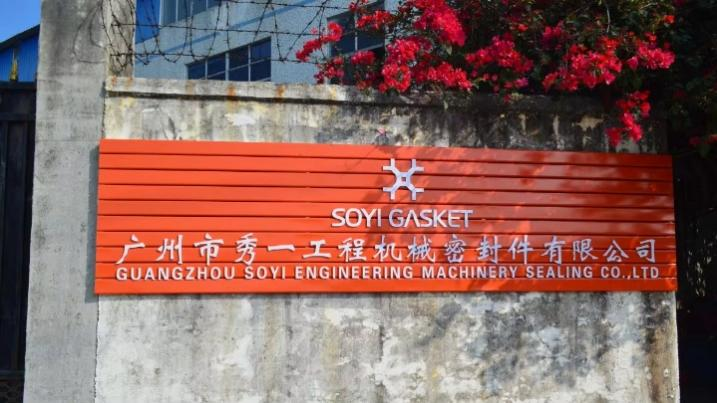 SOYI GASKET
广州市秀一工程机械密封件有限公司
GUANGZHOU SOYI ENGINEERING MACHINERY SEALING CO.,LTD